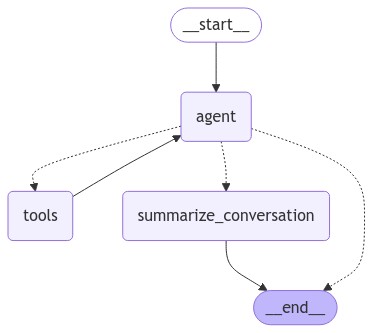 __start__
agent
tools
summarize_conversation
__end__